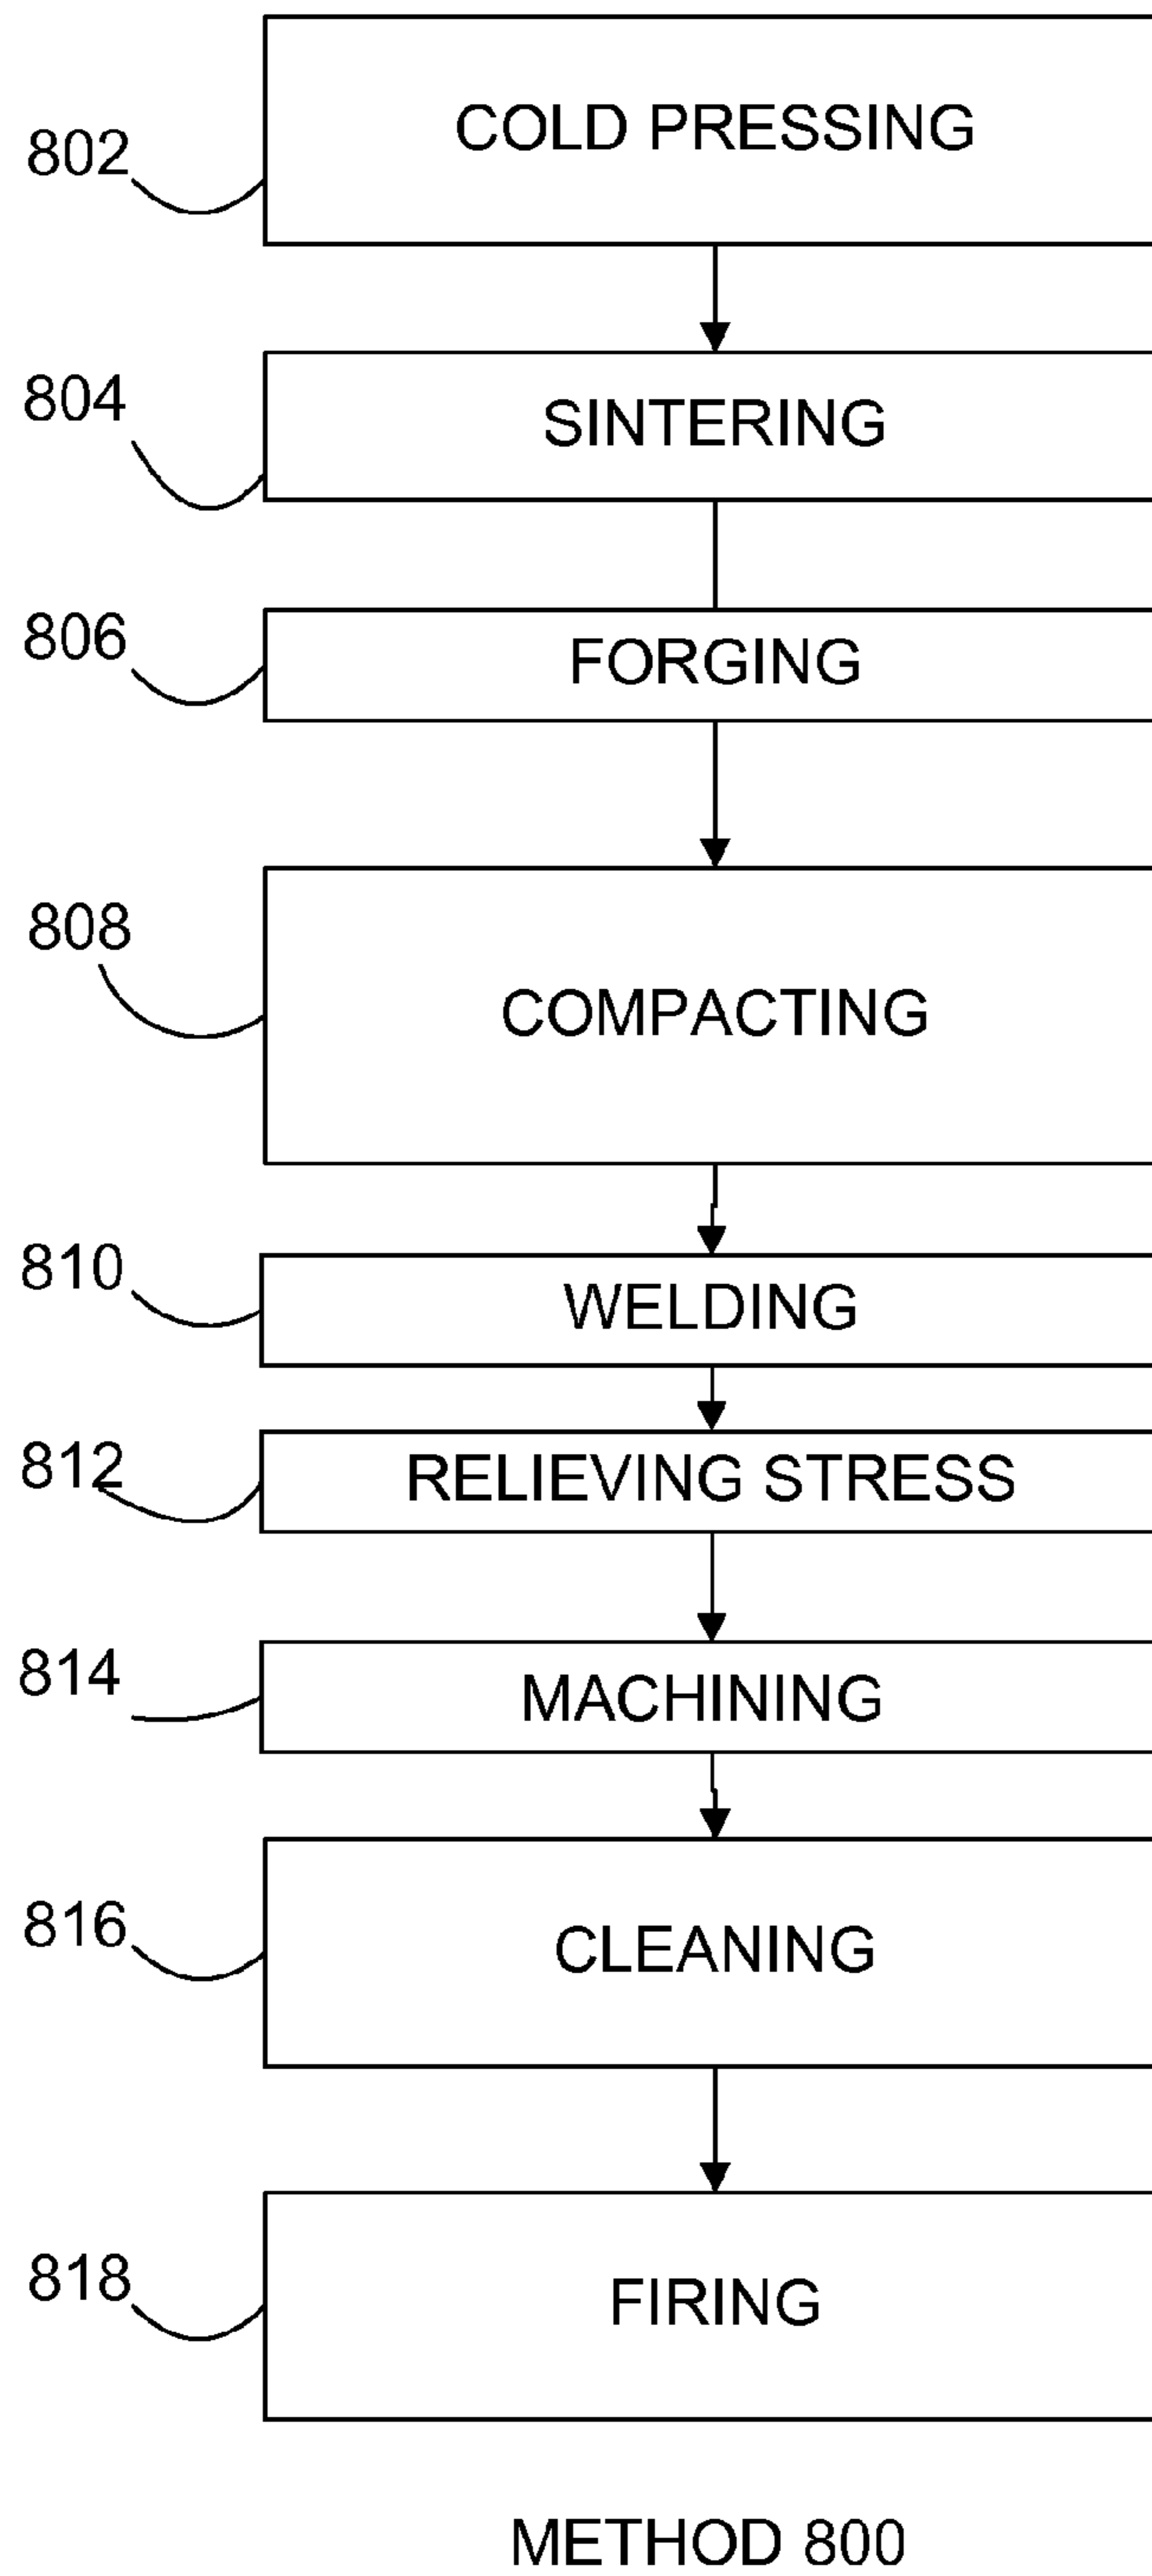 COLD PRESSING
802
804
SINTERING
806
FORGING
808
COMPACTING
810
WELDING
812
RELIEVING STRESS
814
MACHINING
816
CLEANING
818
FIRING
METHOD 800